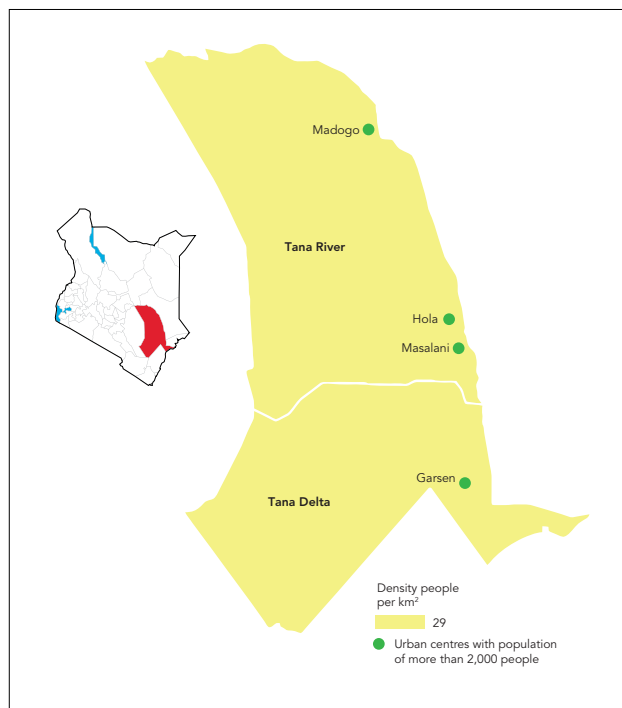 Madogo
Tana River
Hola
Masalani
Garsen
Tana Delta
Density people
per km²
29
Urban centres with population
of more than 2,000 people